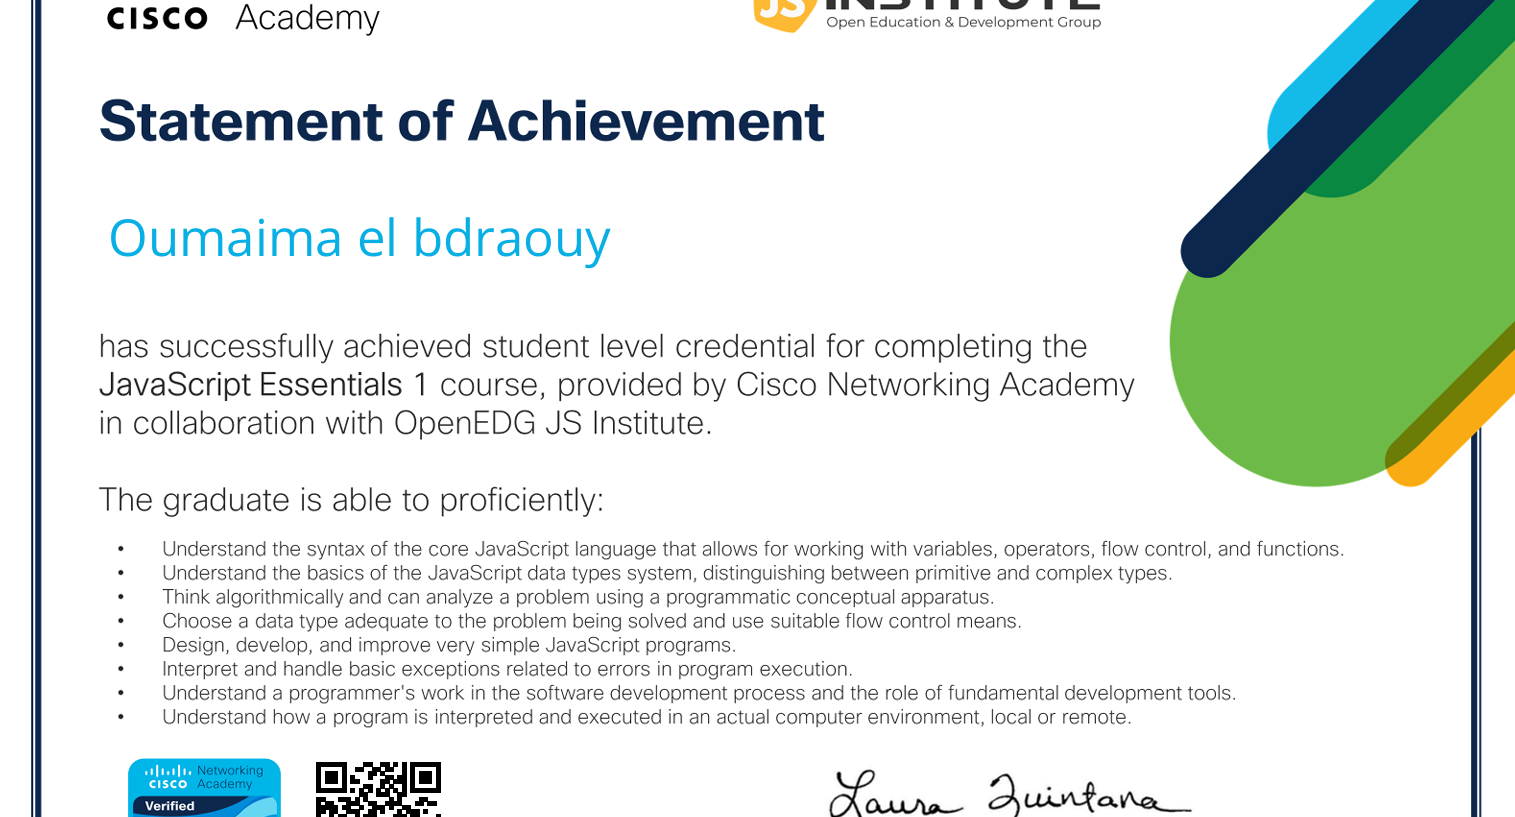 CISCO Academy
JS INSTITUTE
Open Education & Development Group
Statement of Achievement
Oumaima el bdraouy
has successfully achieved student level credential for completing the
JavaScript Essentials 1 course, provided by Cisco Networking Academy
in collaboration with OpenEDG JS Institute.
The graduate is able to proficiently:
• Understand the syntax of the core JavaScript language that allows for working with variables, operators, flow control, and functions.
• Understand the basics of the JavaScript data types system, distinguishing between primitive and complex types.
• Think algorithmically and can analyze a problem using a programmatic conceptual apparatus.
• Choose a data type adequate to the problem being solved and use suitable flow control means.
• Design, develop, and improve very simple JavaScript programs.
• Interpret and handle basic exceptions related to errors in program execution.
• Understand a programmer's work in the software development process and the role of fundamental development tools.
• Understand how a program is interpreted and executed in an actual computer environment, local or remote.
CISCO Networking Academy
Verified
Laura Quintana